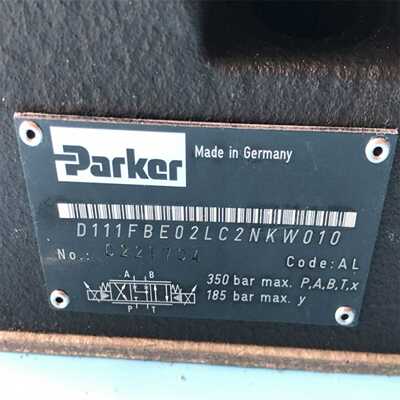 Parker
Made in Germany
D111FBE02LC2NKW010
No.:
Code: AL
A B
P T
350 bar max. P,A,B,T,x
185 bar max. y